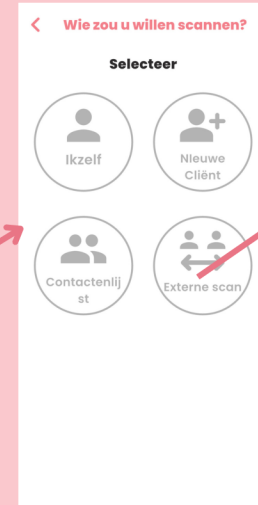 Wie zou u willen scannen?
Selecteer
Ikzelf
NIeuwe
Cliënt
Contactenlij
st
Externe scan